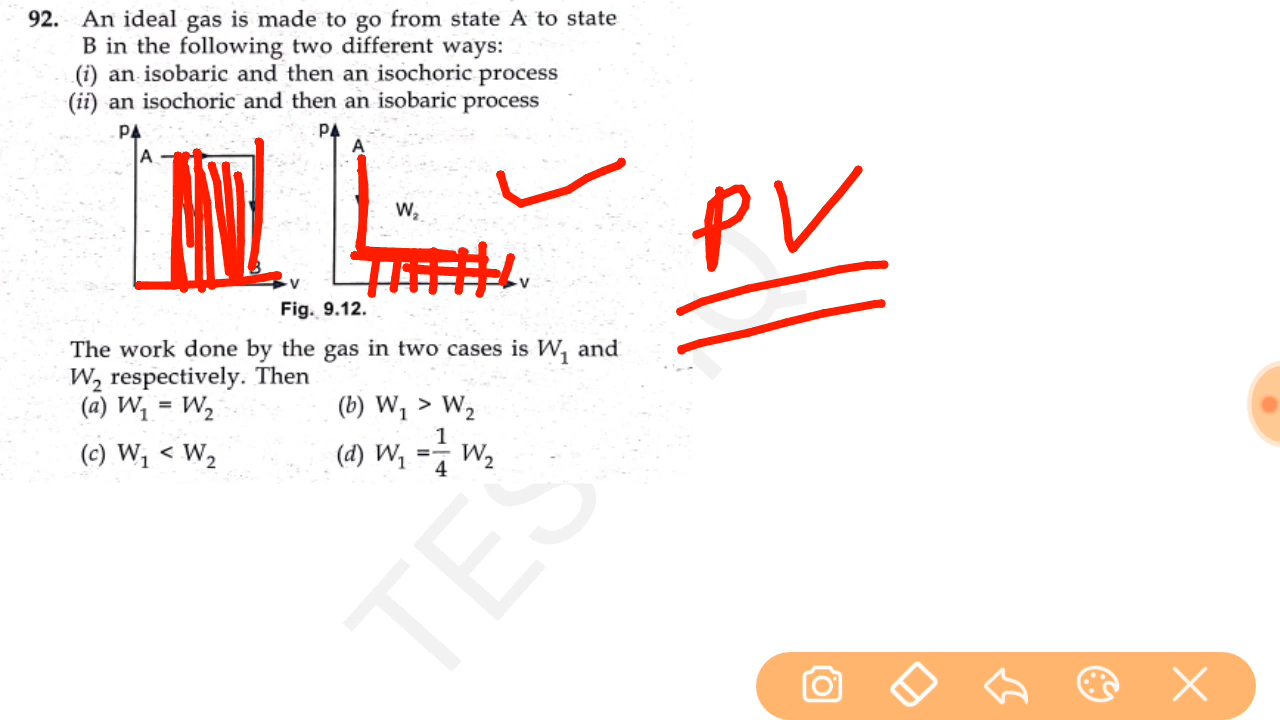 92. An ideal gas is made to go from state A to state
B in the following two different ways:
(i) an isobaric and then an isochoric process
(ii) an isochoric and then an isobaric process
P A B V
P A W₂ V
PV
Fig. 9.12.
The work done by the gas in two cases is W₁ and
W₂ respectively. Then
(a) W₁ = W₂ (b) W₁ > W₂
(c) W₁ < W₂ (d) W₁ = 1/4 W₂